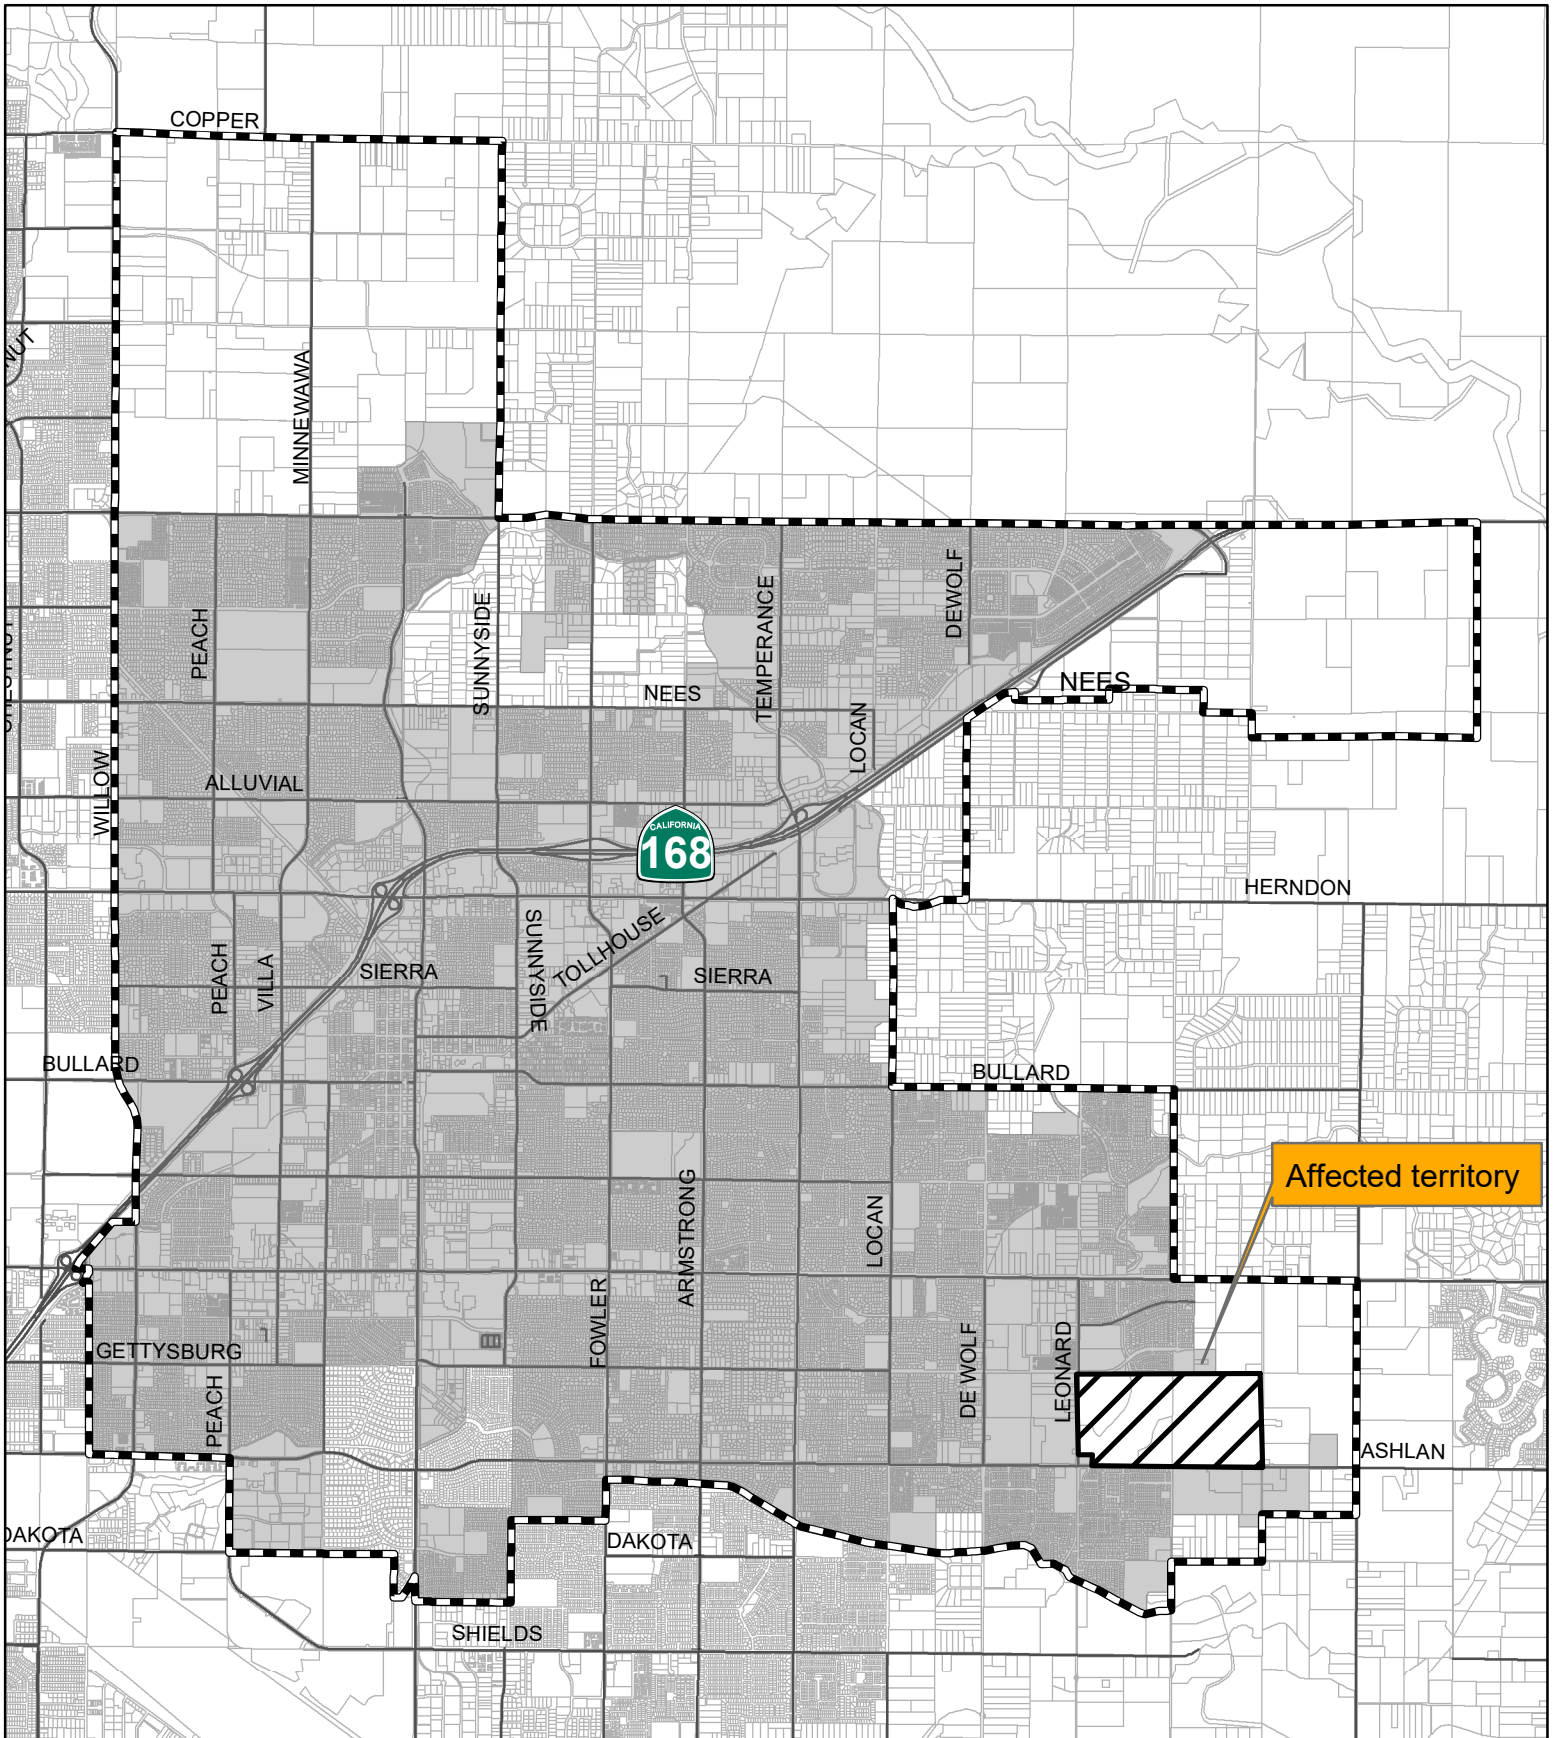 COPPER
MINNEWAWA
PEACH
SUNNYSIDE
NEES
TEMPERANCE
DEWOLF
NEES
LOCAN
WILLOW
ALLUVIAL
CALIFORNIA
168
HERNDON
PEACH
VILLA
SIERRA
SUNNYSIDE
TOLLHOUSE
SIERRA
BULLARD
BULLARD
Affected territory
ARMSTRONG
LOCAN
FOWLER
GETTYSBURG
DE WOLF
LEONARD
PEACH
ASHLAN
DAKOTA
DAKOTA
SHIELDS